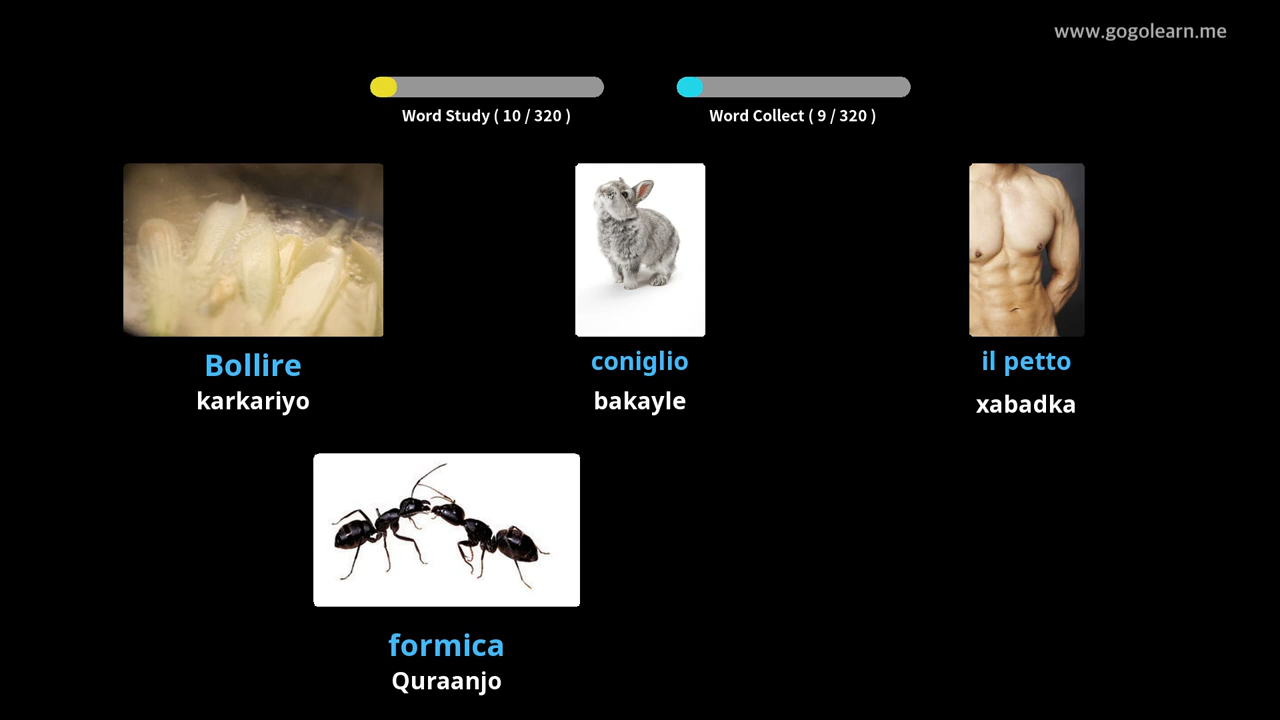 www.gogolearn.me
Word Study ( 10 / 320 )
Word Collect ( 9 / 320 )
Bollire
karkariyo
coniglio
bakayle
il petto
xabadka
formica
Quraanjo